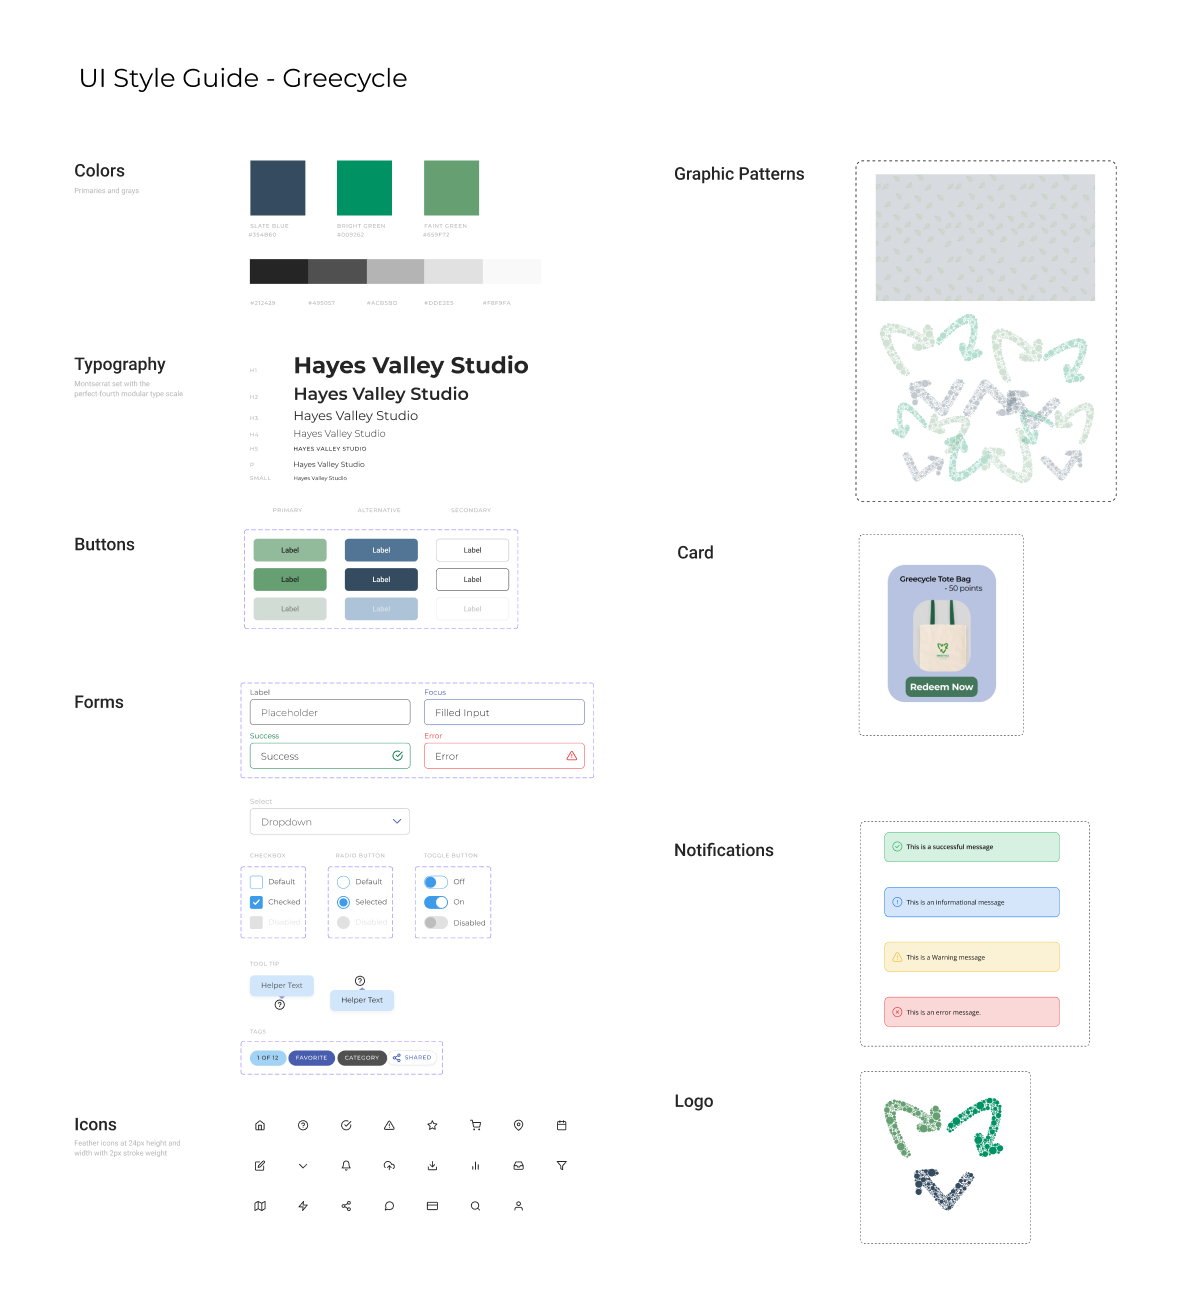 UI Style Guide - Greecycle
Colors
Primaries and grays
SLATE BLUE
#354B60
BRIGHT GREEN
#009262
FAINT GREEN
#659F72
#212429
#495057
#ACB5BD
#DDE2E5
#F8F9FA
Typography
Montserrat set with the
perfect-fourth modular type scale
H1
Hayes Valley Studio
H2
Hayes Valley Studio
H3
Hayes Valley Studio
H4
Hayes Valley Studio
H5
HAYES VALLEY STUDIO
P
Hayes Valley Studio
SMALL
Hayes Valley Studio
PRIMARY
ALTERNATIVE
SECONDARY
Buttons
Label
Label
Label
Label
Label
Label
Label
Label
Label
Forms
Label
Placeholder
Focus
Filled Input
Success
Success
Error
Error
Select
Dropdown
CHECKBOX
Default
Checked
Disabled
RADIO BUTTON
Default
Selected
Disabled
TOGGLE BUTTON
Off
On
Disabled
TOOL TIP
Helper Text
Helper Text
TAGS
1 OF 12
FAVORITE
CATEGORY
SHARED
Icons
Feather icons at 24px height and
width with 2px stroke weight
Graphic Patterns
Card
Greecycle Tote Bag
- 50 points
Redeem Now
Notifications
This is a successful message
This is an informational message
This is a Warning message
This is an error message.
Logo